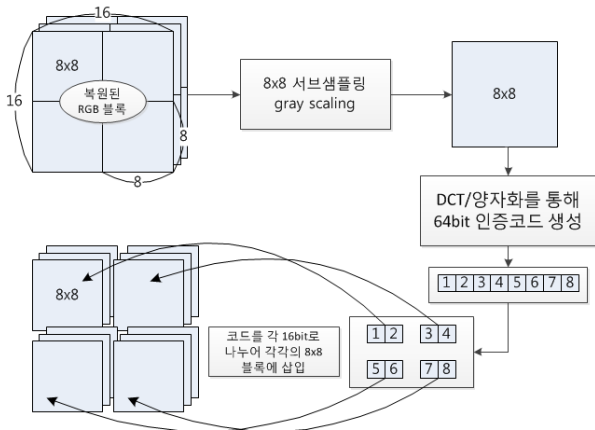 16
8x8
복원된
RGB 블록
16
8
8
8x8 서브샘플링
gray scaling
8x8
DCT/양자화를 통해
64bit 인증코드 생성
1 2 3 4 5 6 7 8
8x8
코드를 각 16bit로
나누어 각각의 8x8
블록에 삽입
1 2 3 4
5 6 7 8